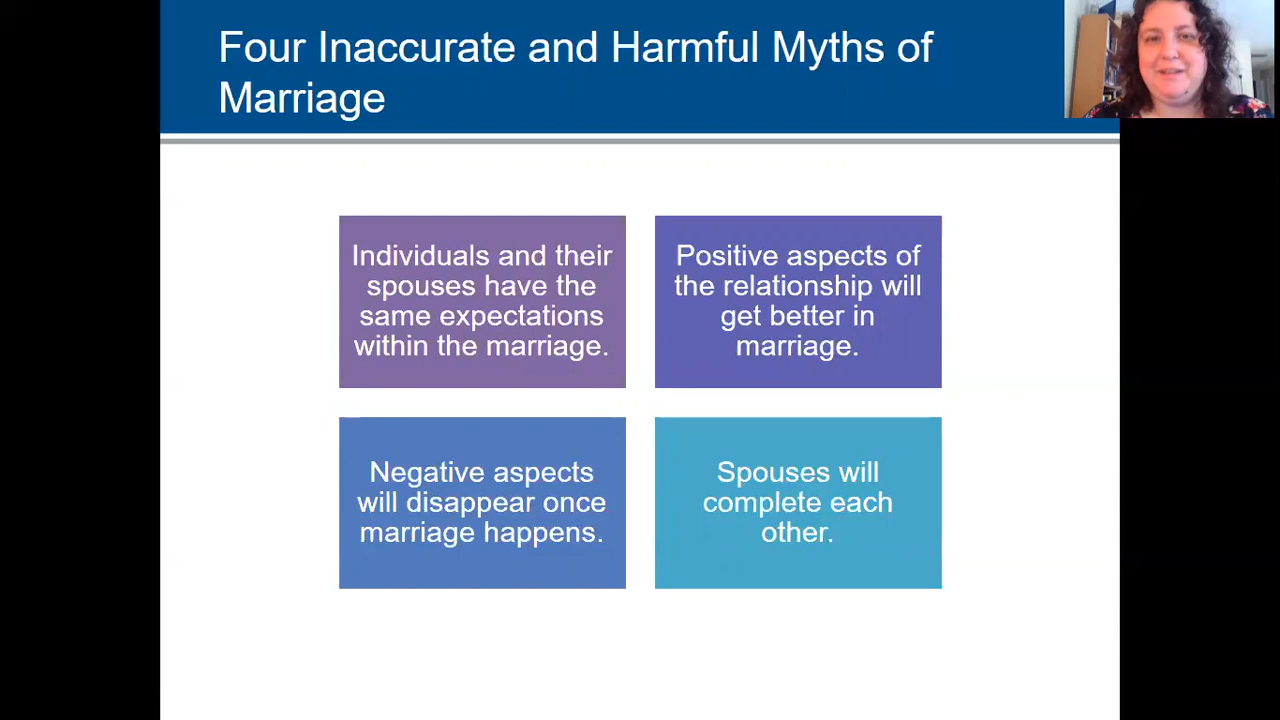 Four Inaccurate and Harmful Myths of
Marriage
Individuals and their
spouses have the
same expectations
within the marriage.
Positive aspects of
the relationship will
get better in
marriage.
Negative aspects
will disappear once
marriage happens.
Spouses will
complete each
other.